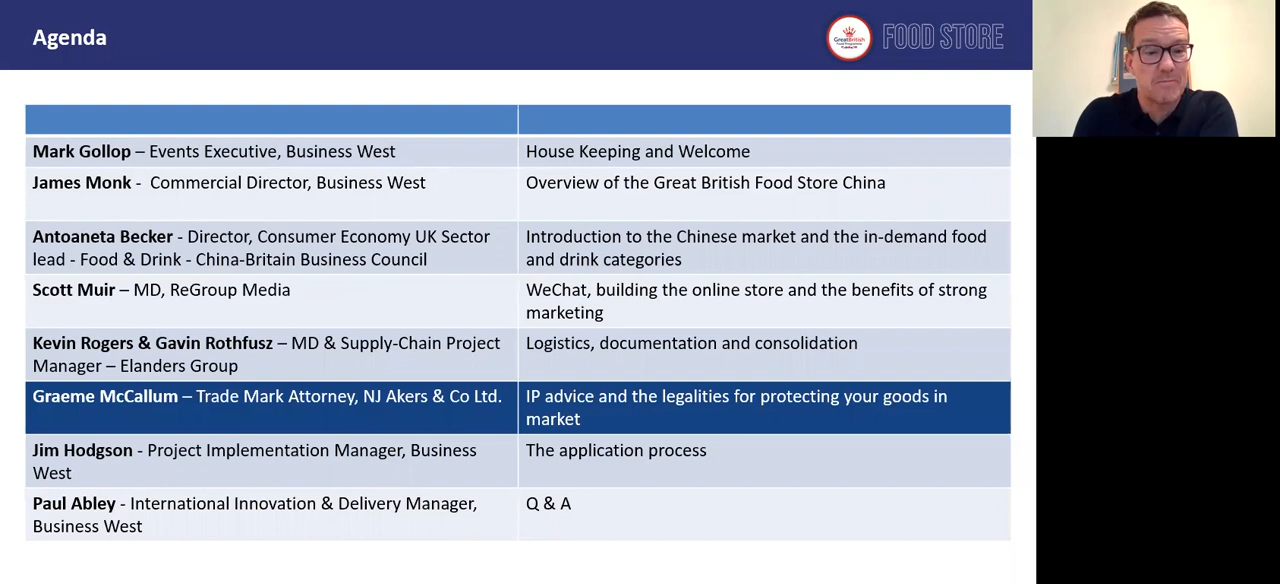 Agenda
GreatBritish
FOOD STORE
Mark Gollop – Events Executive, Business West
House Keeping and Welcome
James Monk - Commercial Director, Business West
Overview of the Great British Food Store China
Antoaneta Becker - Director, Consumer Economy UK Sector
lead - Food & Drink - China-Britain Business Council
Introduction to the Chinese market and the in-demand food
and drink categories
Scott Muir – MD, ReGroup Media
WeChat, building the online store and the benefits of strong
marketing
Kevin Rogers & Gavin Rothfusz – MD & Supply-Chain Project
Manager – Elanders Group
Logistics, documentation and consolidation
Graeme McCallum – Trade Mark Attorney, NJ Akers & Co Ltd.
IP advice and the legalities for protecting your goods in
market
Jim Hodgson - Project Implementation Manager, Business
West
The application process
Paul Abley - International Innovation & Delivery Manager,
Business West
Q & A